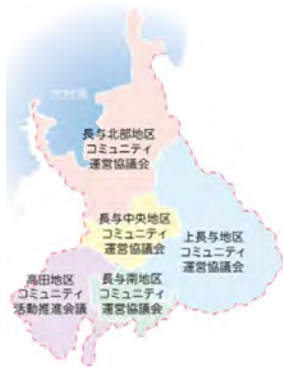 大村湾
長与北部地区
コミュニティ
運営協議会
長与中央地区
コミュニティ
運営協議会
上長与地区
コミュニティ
運営協議会
高田地区
コミュニティ
活動推進会議
長与南地区
コミュニティ
運営協議会